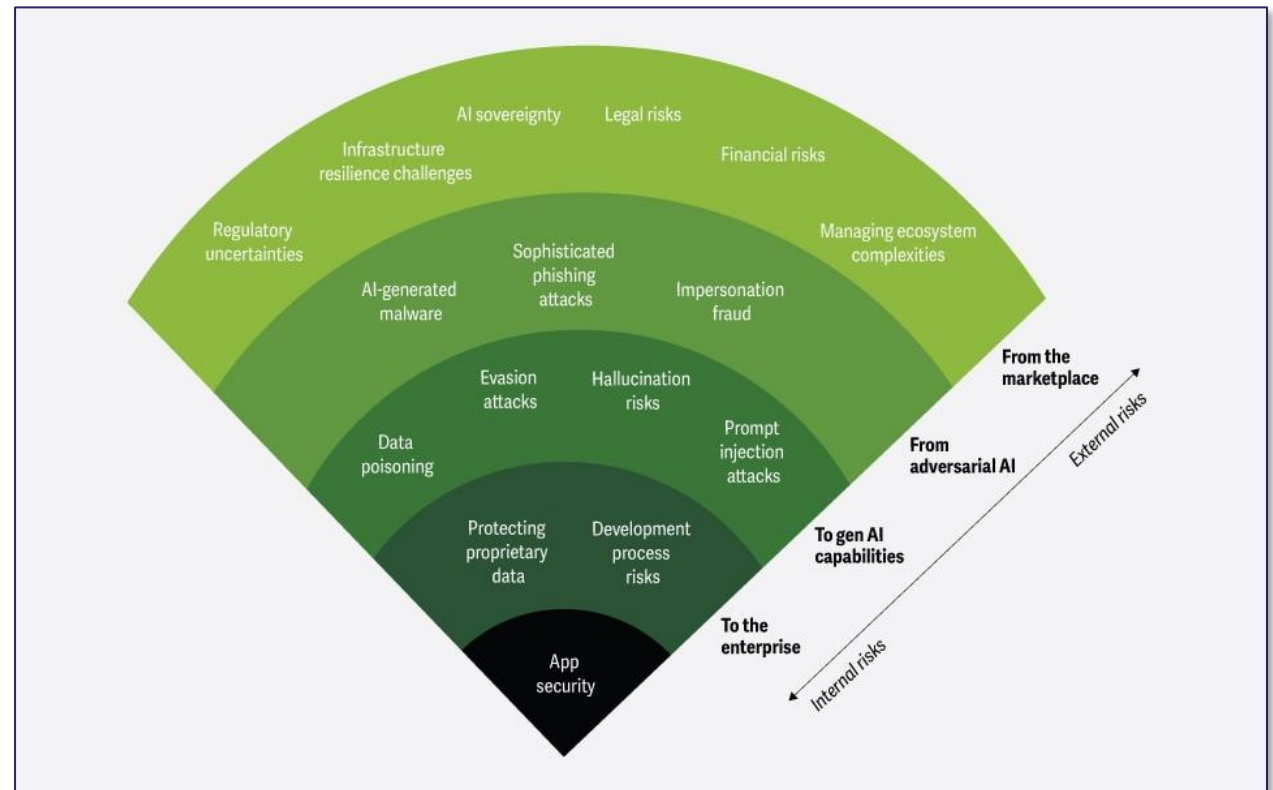 AI sovereignty
Legal risks
Infrastructure
resilience challenges
Financial risks
Regulatory
uncertainties
Managing ecosystem
complexities
AI-generated
malware
Sophisticated
phishing
attacks
Impersonation
fraud
Evasion
attacks
Hallucination
risks
Data
poisoning
Prompt
injection
attacks
Protecting
proprietary
data
Development
process
risks
App
security
From the
marketplace
From
adversarial AI
To gen AI
capabilities
To the
enterprise
External risks
Internal risks